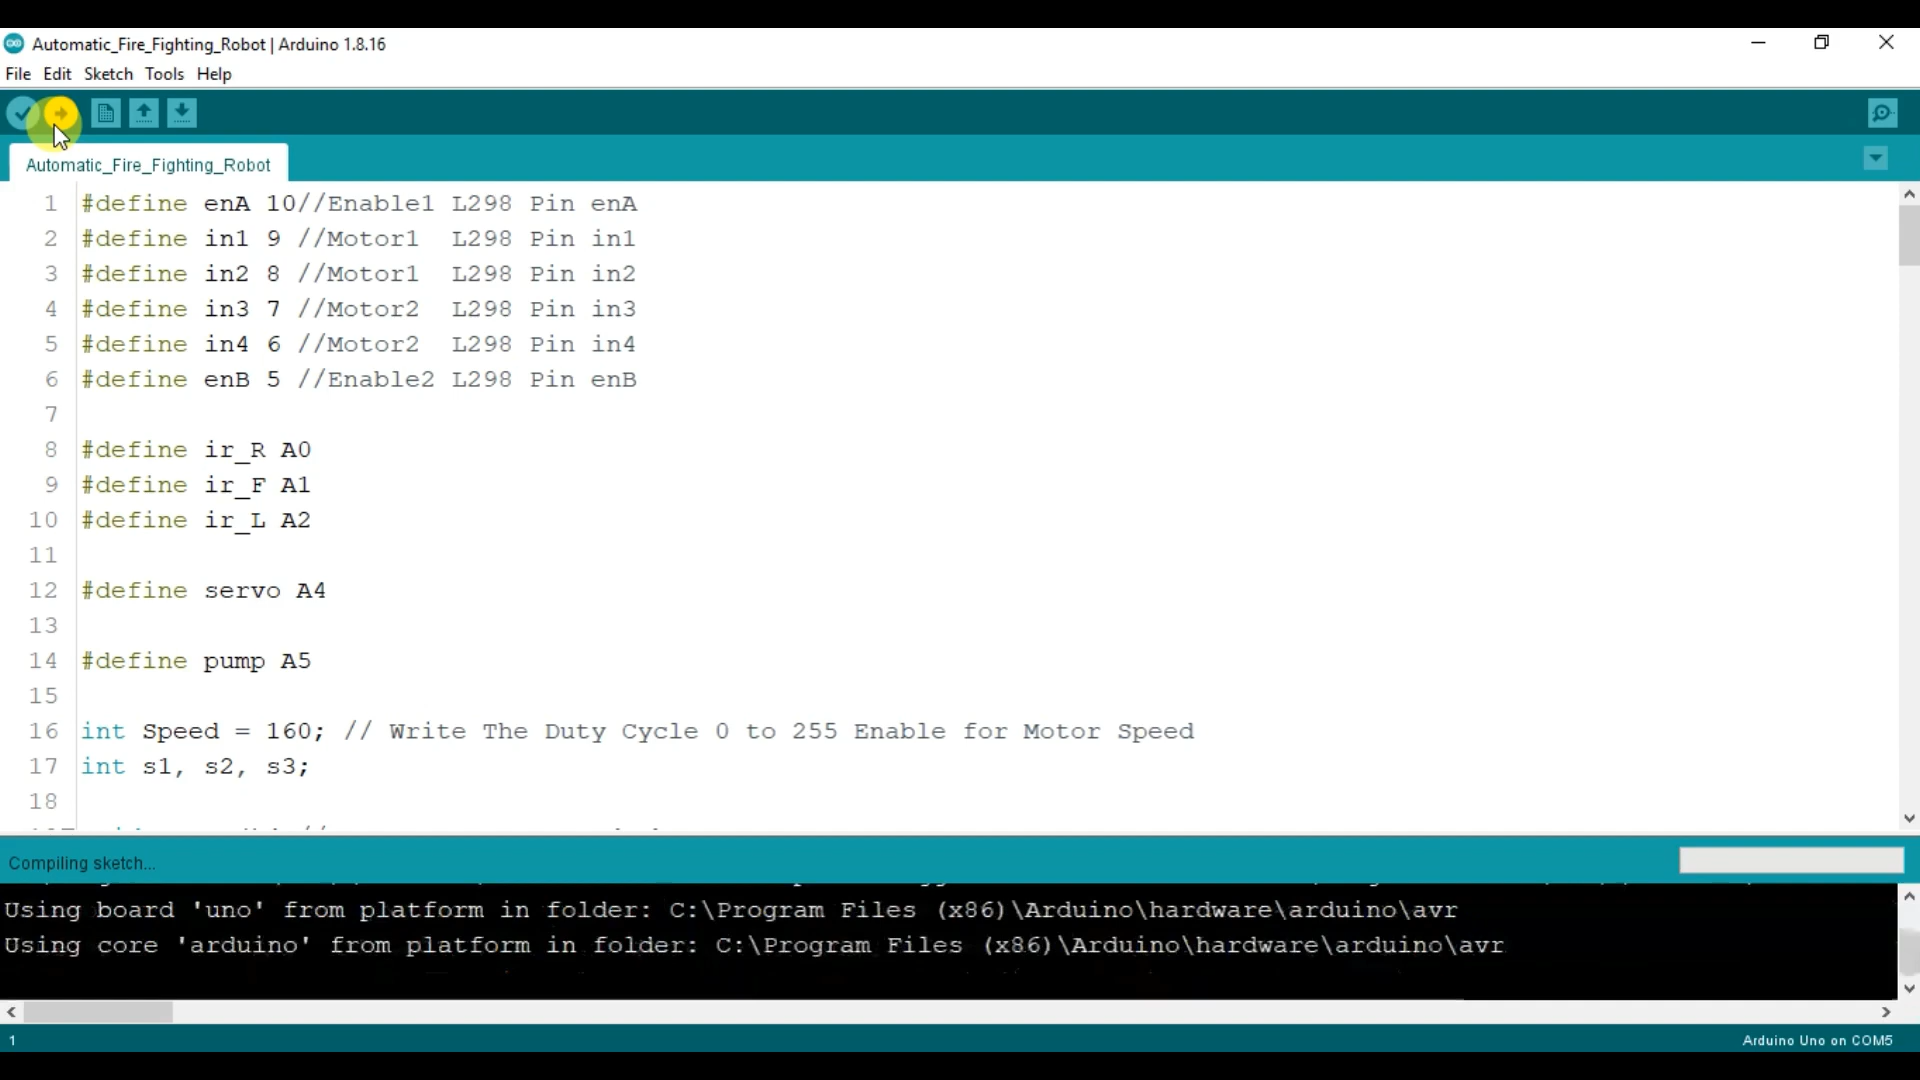 Automatic_Fire_Fighting_Robot | Arduino 1.8.16
File Edit Sketch Tools Help
Automatic_Fire_Fighting_Robot
1 #define enA 10//Enable1 L298 Pin enA
2 #define in1 9 //Motor1  L298 Pin in1
3 #define in2 8 //Motor1  L298 Pin in2
4 #define in3 7 //Motor2  L298 Pin in3
5 #define in4 6 //Motor2  L298 Pin in4
6 #define enB 5 //Enable2 L298 Pin enB
7
8 #define ir_R A0
9 #define ir_F A1
10 #define ir_L A2
11
12 #define servo A4
13
14 #define pump A5
15
16 int Speed = 160; // Write The Duty Cycle 0 to 255 Enable for Motor Speed
17 int s1, s2, s3;
18
Compiling sketch...
Using board 'uno' from platform in folder: C:\Program Files (x86)\Arduino\hardware\arduino\avr
Using core 'arduino' from platform in folder: C:\Program Files (x86)\Arduino\hardware\arduino\avr
1
Arduino Uno on COM5